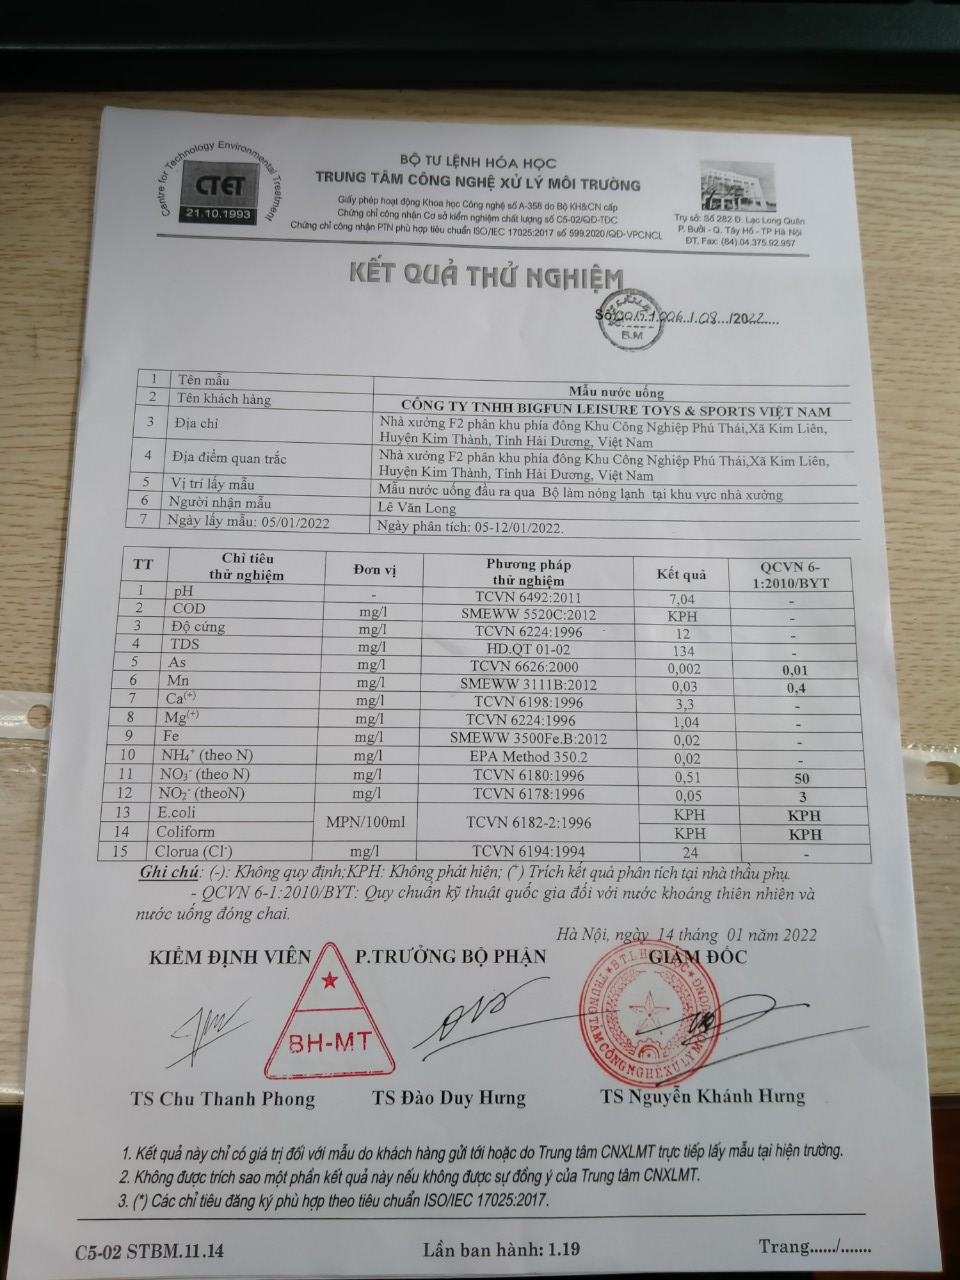 Centre for Technology Environmental Treatment
CTET
21.10.1993
BỘ TƯ LỆNH HÓA HỌC
TRUNG TÂM CÔNG NGHỆ XỬ LÝ MÔI TRƯỜNG
Giấy phép hoạt động Khoa học Công nghệ số A-358 do Bộ KH&CN cấp
Chứng chỉ công nhận Cơ sở kiểm nghiệm chất lượng số C5-02/QĐ-TĐC
Chứng chỉ công nhận PTN phù hợp tiêu chuẩn ISO/IEC 17025:2017 số 599.2020/QĐ-VPCNCL
Trụ sở: Số 282 Đ. Lạc Long Quân
P. Bưởi - Q. Tây Hồ - TP Hà Nội
ĐT, Fax: (84).04.375.92.957
KẾT QUẢ THỬ NGHIỆM
Số 006.1.08.../2022....
B.M
1 Tên mẫu Mẫu nước uống
2 Tên khách hàng CÔNG TY TNHH BIGFUN LEISURE TOYS & SPORTS VIỆT NAM
3 Địa chỉ Nhà xưởng F2 phân khu phía đông Khu Công Nghiệp Phú Thái,Xã Kim Liên,
Huyện Kim Thành, Tỉnh Hải Dương, Việt Nam
4 Địa điểm quan trắc Nhà xưởng F2 phân khu phía đông Khu Công Nghiệp Phú Thái,Xã Kim Liên,
Huyện Kim Thành, Tỉnh Hải Dương, Việt Nam
5 Vị trí lấy mẫu Mẫu nước uống đầu ra qua Bộ làm nóng lạnh tại khu vực nhà xưởng
6 Người nhận mẫu Lê Văn Long
7 Ngày lấy mẫu: 05/01/2022 Ngày phân tích: 05-12/01/2022.
TT Chỉ tiêu thử nghiệm Đơn vị Phương pháp thử nghiệm Kết quả QCVN 6-1:2010/BYT
1 pH - TCVN 6492:2011 7,04 -
2 COD mg/l SMEWW 5520C:2012 KPH -
3 Độ cứng mg/l TCVN 6224:1996 12 -
4 TDS mg/l HD.QT 01-02 134 -
5 As mg/l TCVN 6626:2000 0,002 0,01
6 Mn mg/l SMEWW 3111B:2012 0,03 0,4
7 Ca(+) mg/l TCVN 6198:1996 3,3 -
8 Mg(+) mg/l TCVN 6224:1996 1,04 -
9 Fe mg/l SMEWW 3500Fe.B:2012 0,02 -
10 NH₄⁺ (theo N) mg/l EPA Method 350.2 0,02 -
11 NO₃⁻ (theo N) mg/l TCVN 6180:1996 0,51 50
12 NO₂⁻ (theoN) mg/l TCVN 6178:1996 0,05 3
13 E.coli MPN/100ml TCVN 6182-2:1996 KPH KPH
14 Coliform KPH KPH
15 Clorua (Cl⁻) mg/l TCVN 6194:1994 24 -
Ghi chú: (-): Không quy định;KPH: Không phát hiện; (+) Trích kết quả phân tích tại nhà thầu phụ.
- QCVN 6-1:2010/BYT: Quy chuẩn kỹ thuật quốc gia đối với nước khoáng thiên nhiên và
nước uống đóng chai.
Hà Nội, ngày 14 tháng 01 năm 2022
KIỂM ĐỊNH VIÊN P.TRƯỞNG BỘ PHẬN GIÁM ĐỐC
BH-MT
B.T.L HÓA HỌC
TRUNG TÂM CÔNG NGHỆ XỬ LÝ MÔI TRƯỜNG
TS Chu Thanh Phong TS Đào Duy Hưng TS Nguyễn Khánh Hưng
1. Kết quả này chỉ có giá trị đối với mẫu do khách hàng gửi tới hoặc do Trung tâm CNXLMT trực tiếp lấy mẫu tại hiện trường.
2. Không được trích sao một phần kết quả này nếu không được sự đồng ý của Trung tâm CNXLMT.
3. (*) Các chỉ tiêu đăng ký phù hợp theo tiêu chuẩn ISO/IEC 17025:2017.
C5-02 STBM.11.14 Lần ban hành: 1.19 Trang....../.......